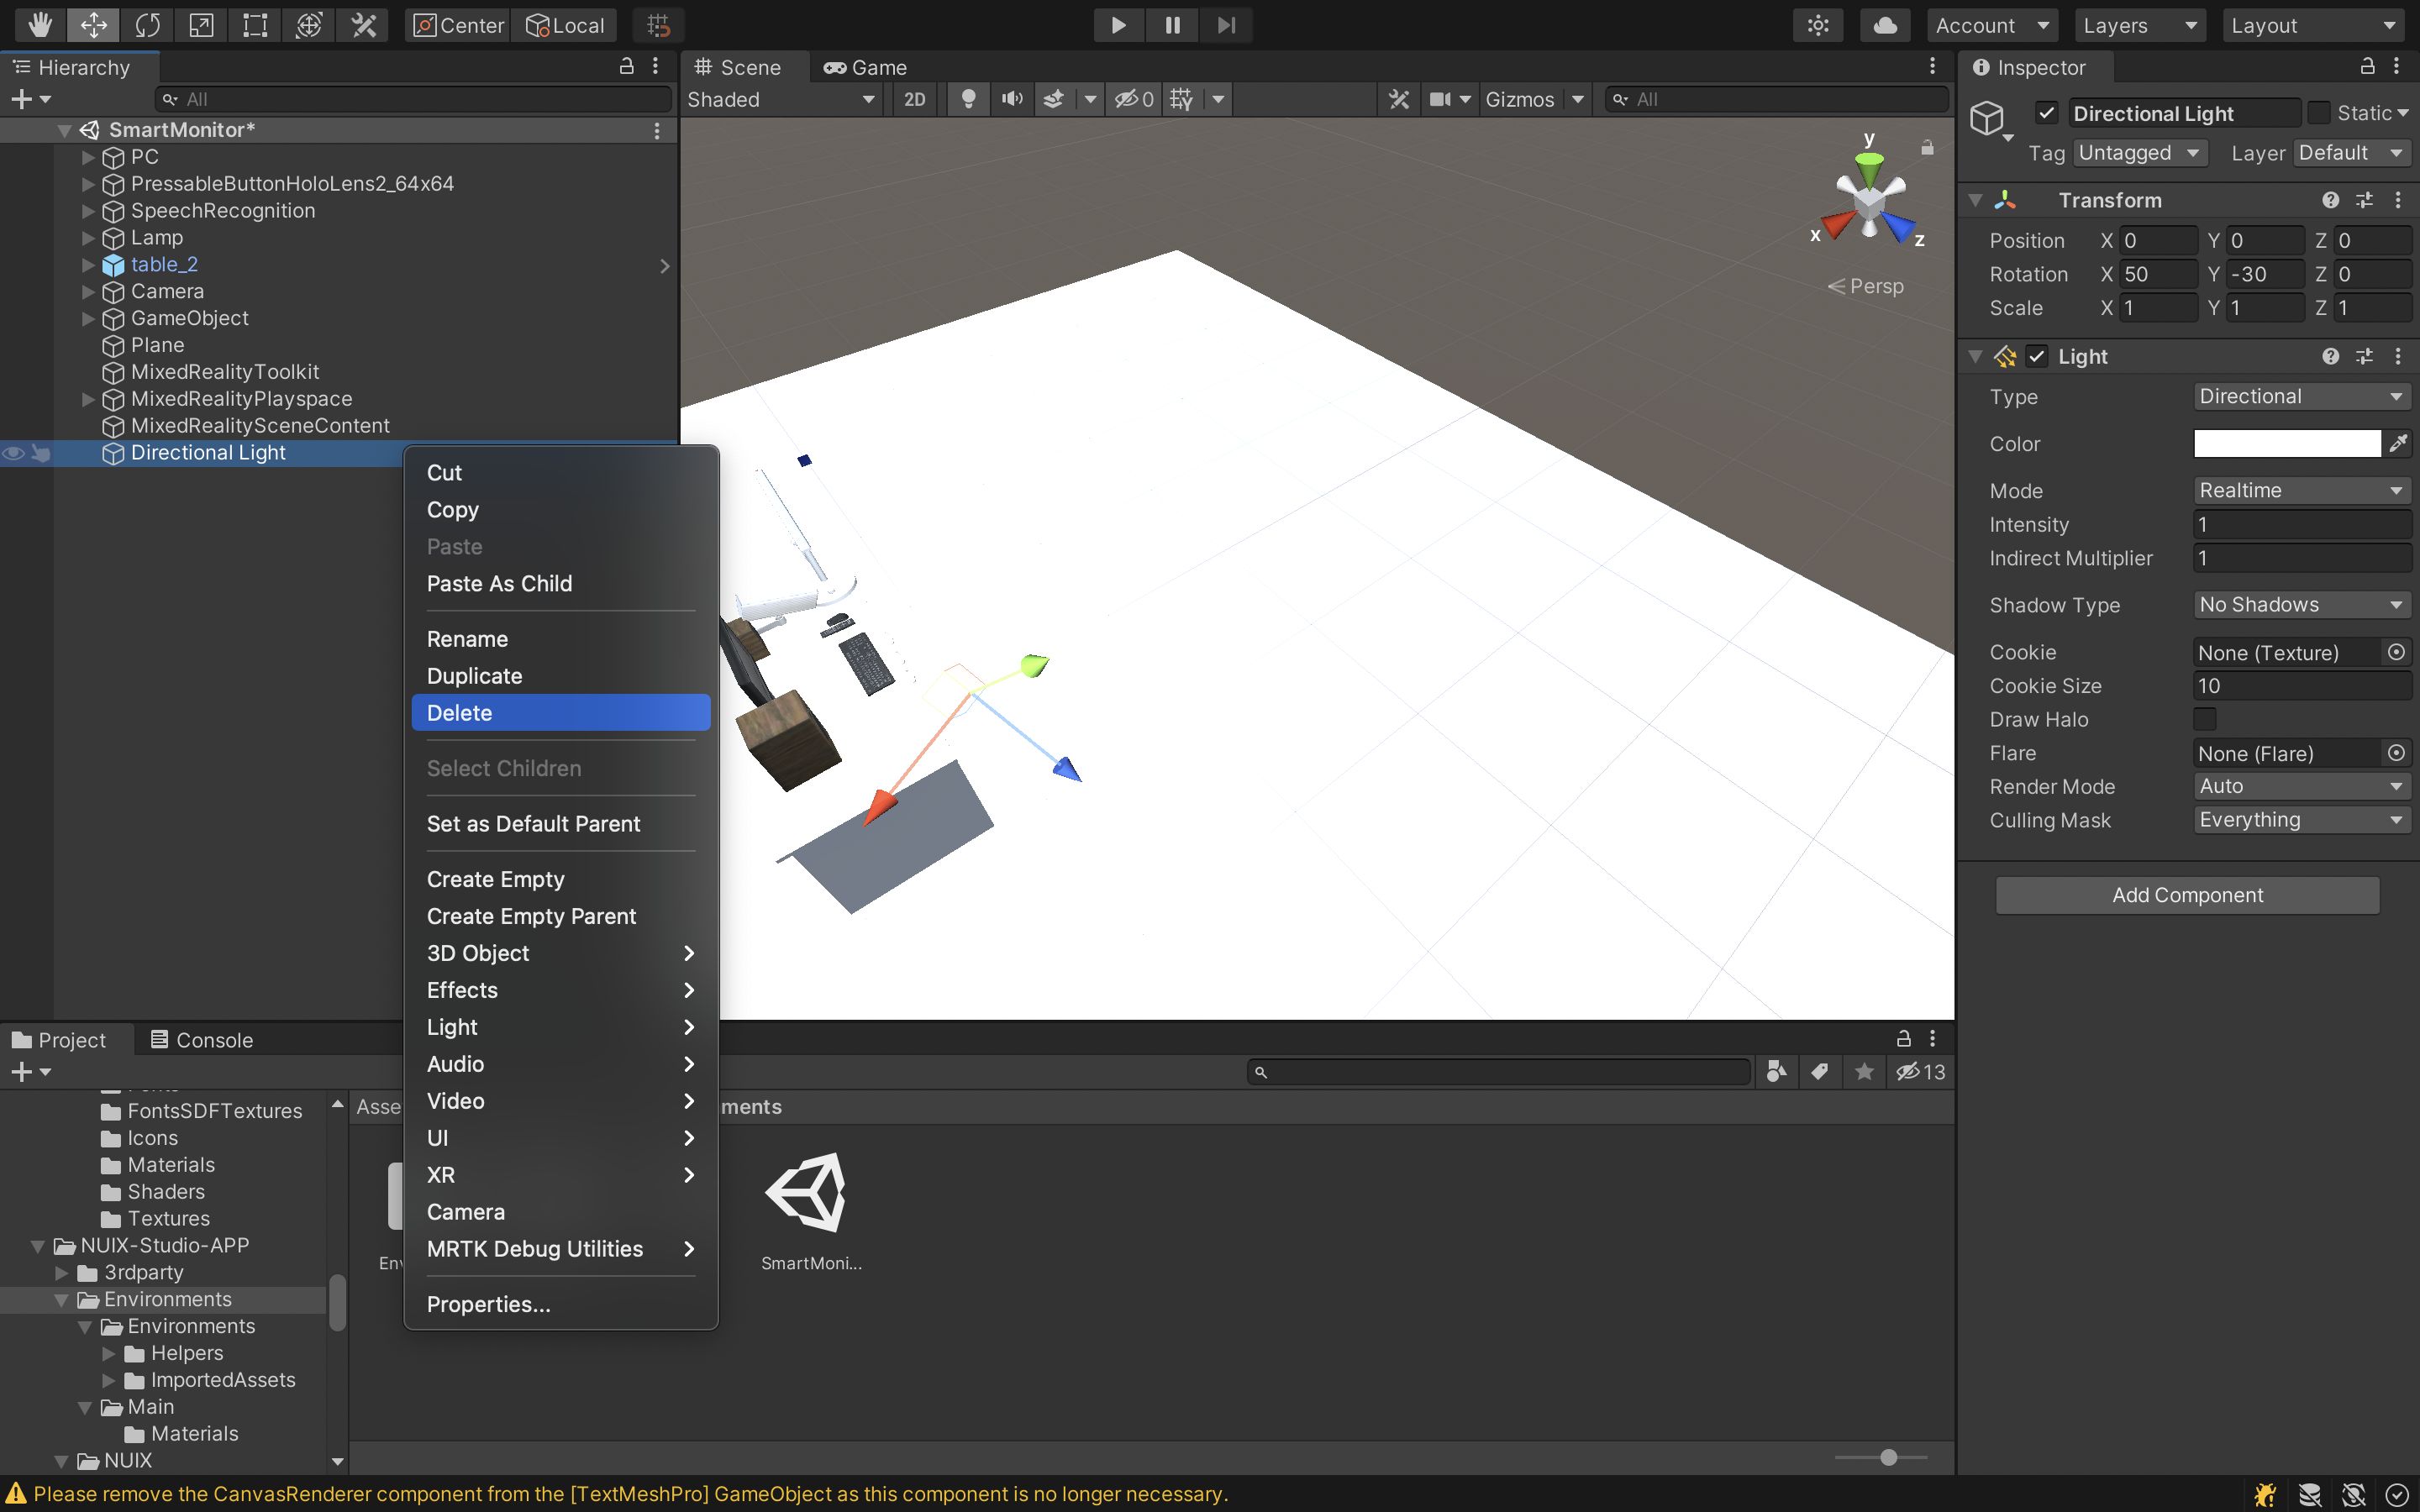 Center
Local
Account
Layers
Layout
Hierarchy
All
SmartMonitor*
PC
PressableButtonHoloLens2_64x64
SpeechRecognition
Lamp
table_2
Camera
GameObject
Plane
MixedRealityToolkit
MixedRealityPlayspace
MixedRealitySceneContent
Directional Light
Cut
Copy
Paste
Paste As Child
Rename
Duplicate
Delete
Select Children
Set as Default Parent
Create Empty
Create Empty Parent
3D Object
Effects
Light
Audio
Video
UI
XR
Camera
MRTK Debug Utilities
Properties...
Scene
Game
Shaded
2D
0
Gizmos
All
y
x
z
Persp
Inspector
Directional Light
Static
Tag Untagged Layer Default
Transform
Position X 0 Y 0 Z 0
Rotation X 50 Y -30 Z 0
Scale X 1 Y 1 Z 1
Light
Type Directional
Color
Mode Realtime
Intensity 1
Indirect Multiplier 1
Shadow Type No Shadows
Cookie None (Texture)
Cookie Size 10
Draw Halo
Flare None (Flare)
Render Mode Auto
Culling Mask Everything
Add Component
Project
Console
13
FontsSDFTextures
Icons
Materials
Shaders
Textures
NUIX-Studio-APP
3rdparty
Environments
Environments
Helpers
ImportedAssets
Main
Materials
NUIX
Asse
ments
Env
SmartMoni...
Please remove the CanvasRenderer component from the [TextMeshPro] GameObject as this component is no longer necessary.